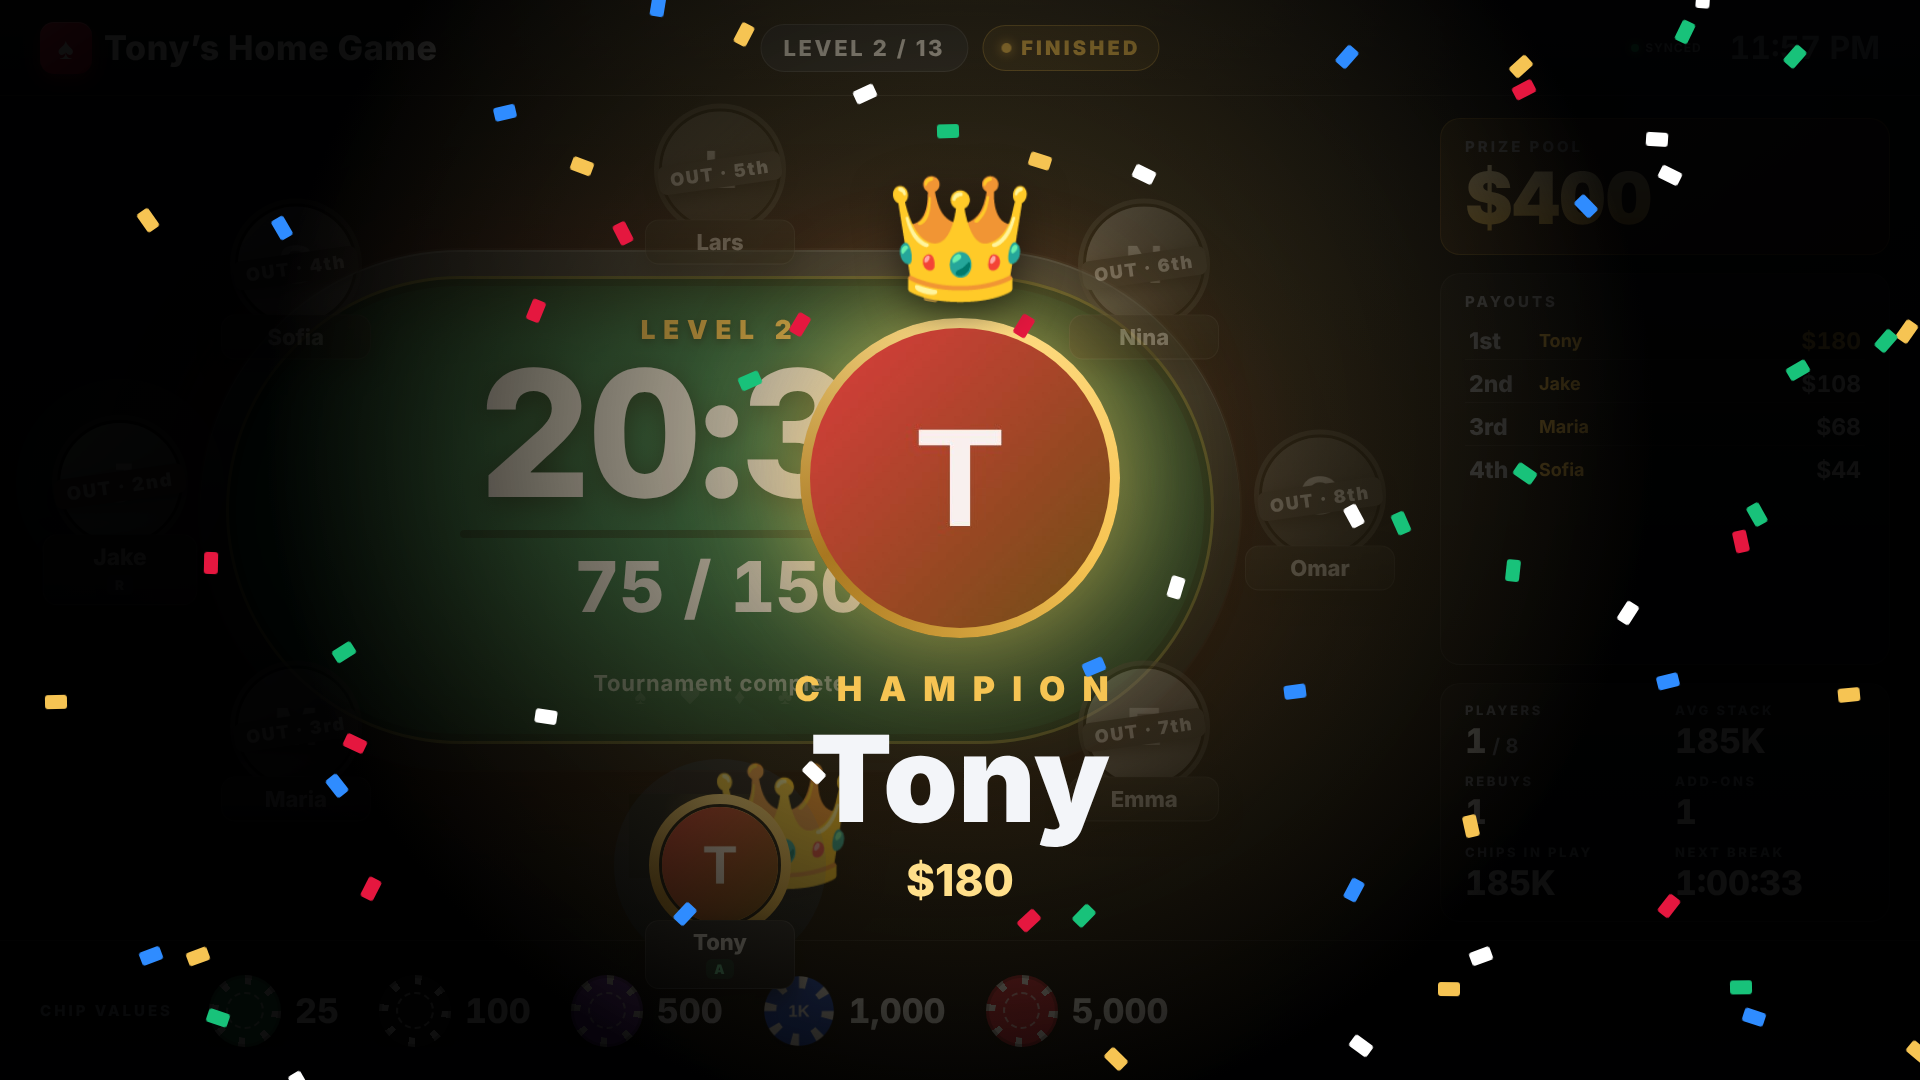 ♠ Tony's Home Game
LEVEL 2 / 13
FINISHED
SYNCED
11:57 PM
OUT · 5th
Lars
OUT · 4th
Sofia
OUT · 6th
Nina
OUT · 2nd
Jake
OUT · 8th
Omar
OUT · 3rd
Maria
OUT · 7th
Emma
LEVEL 2
20:3
75 / 150
Tournament complete
T
CHAMPION
Tony
$180
T
Tony
A
PRIZE POOL
$400
PAYOUTS
1st Tony $180
2nd Jake $108
3rd Maria $68
4th Sofia $44
PLAYERS AVG STACK
1 / 8 185K
REBUYS ADD-ONS
1 1
CHIPS IN PLAY NEXT BREAK
185K 1:00:33
CHIP VALUES 25 100 500 1K 1,000 5,000